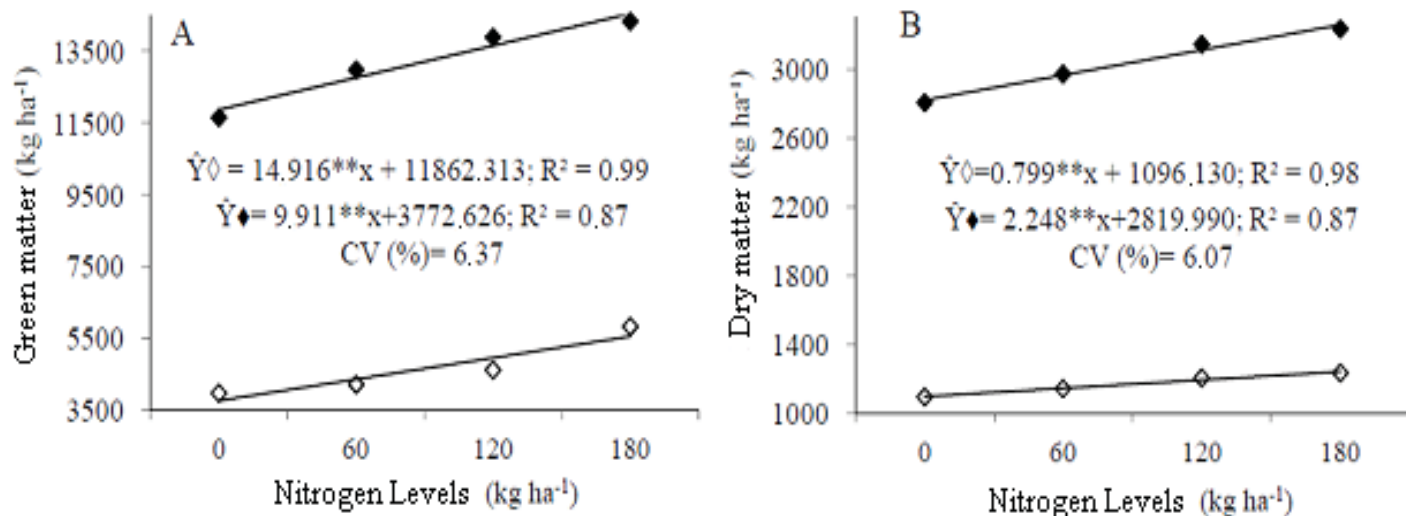 A
Green matter (kg ha⁻¹)
13500
11500
9500
7500
5500
3500
Ŷ◊ = 14.916**x + 11862.313; R² = 0.99
Ŷ♦= 9.911**x+3772.626; R² = 0.87
CV (%)= 6.37
0 60 120 180
Nitrogen Levels (kg ha⁻¹)
B
Dry matter (kg ha⁻¹)
3000
2600
2200
1800
1400
1000
Ŷ◊=0.799**x + 1096.130; R² = 0.98
Ŷ♦= 2.248**x+2819.990; R² = 0.87
CV (%)= 6.07
0 60 120 180
Nitrogen Levels (kg ha⁻¹)